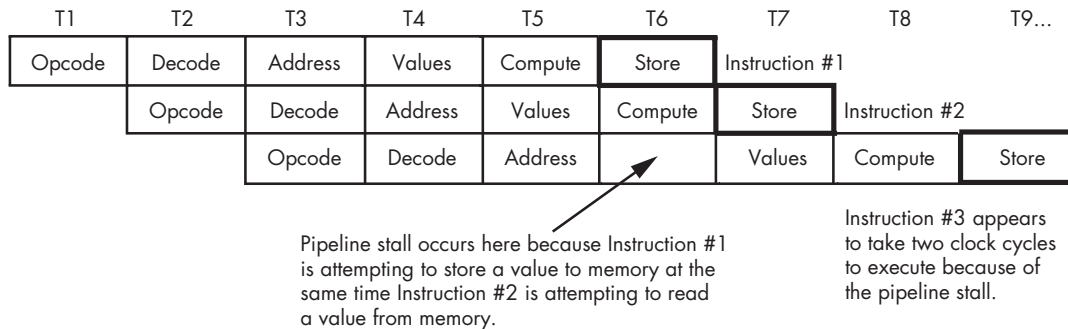 T1 T2 T3 T4 T5 T6 T7 T8 T9...
Opcode Decode Address Values Compute Store Instruction #1
Opcode Decode Address Values Compute Store Instruction #2
Opcode Decode Address Values Compute Store
Pipeline stall occurs here because Instruction #1
is attempting to store a value to memory at the
same time Instruction #2 is attempting to read
a value from memory.
Instruction #3 appears
to take two clock cycles
to execute because of
the pipeline stall.